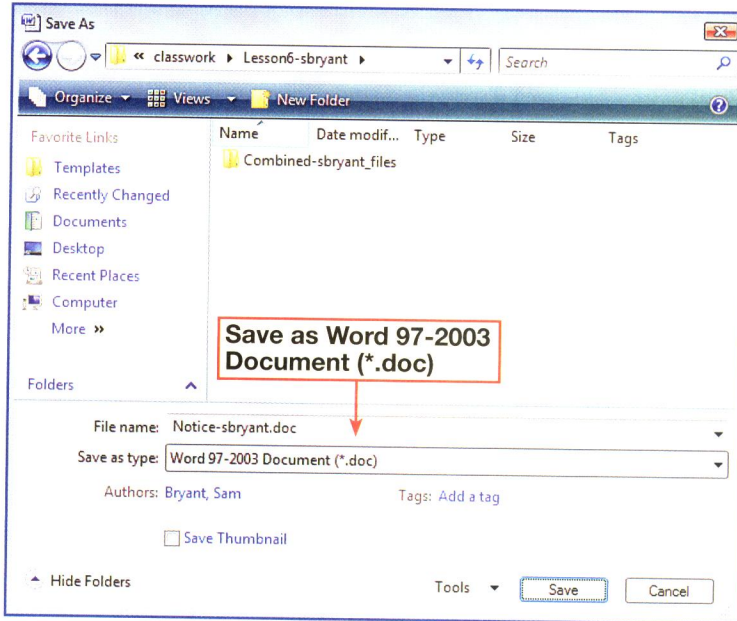 Save As
« classwork ▸ Lesson6-sbryant ▸ Search
Organize Views New Folder
Favorite Links
Templates
Recently Changed
Documents
Desktop
Recent Places
Computer
More »
Folders
Name Date modif... Type Size Tags
Combined-sbryant_files
Save as Word 97-2003
Document (*.doc)
File name: Notice-sbryant.doc
Save as type: Word 97-2003 Document (*.doc)
Authors: Bryant, Sam Tags: Add a tag
Save Thumbnail
Hide Folders Tools Save Cancel